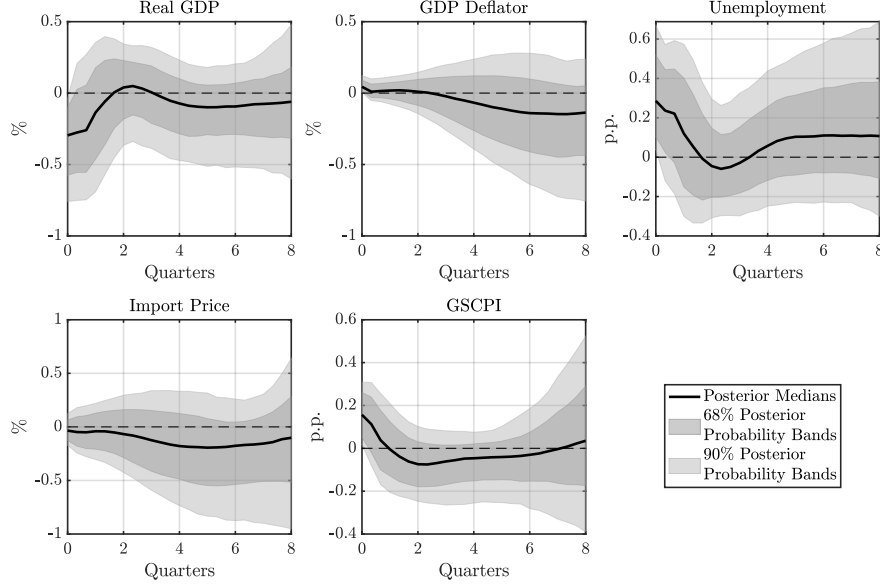 Real GDP
0.5
0
-0.5
-1
%
0 2 4 6 8
Quarters
GDP Deflator
0.5
0
-0.5
-1
%
0 2 4 6 8
Quarters
Unemployment
0.6
0.4
0.2
0
0.2
0.4
p.p.
0 2 4 6 8
Quarters
Import Price
1
0.5
0
-0.5
-1
%
0 2 4 6 8
Quarters
GSCPI
0.6
0.4
0.2
0
-0.2
-0.4
p.p.
0 2 4 6 8
Quarters
Posterior Medians
68% Posterior
Probability Bands
90% Posterior
Probability Bands